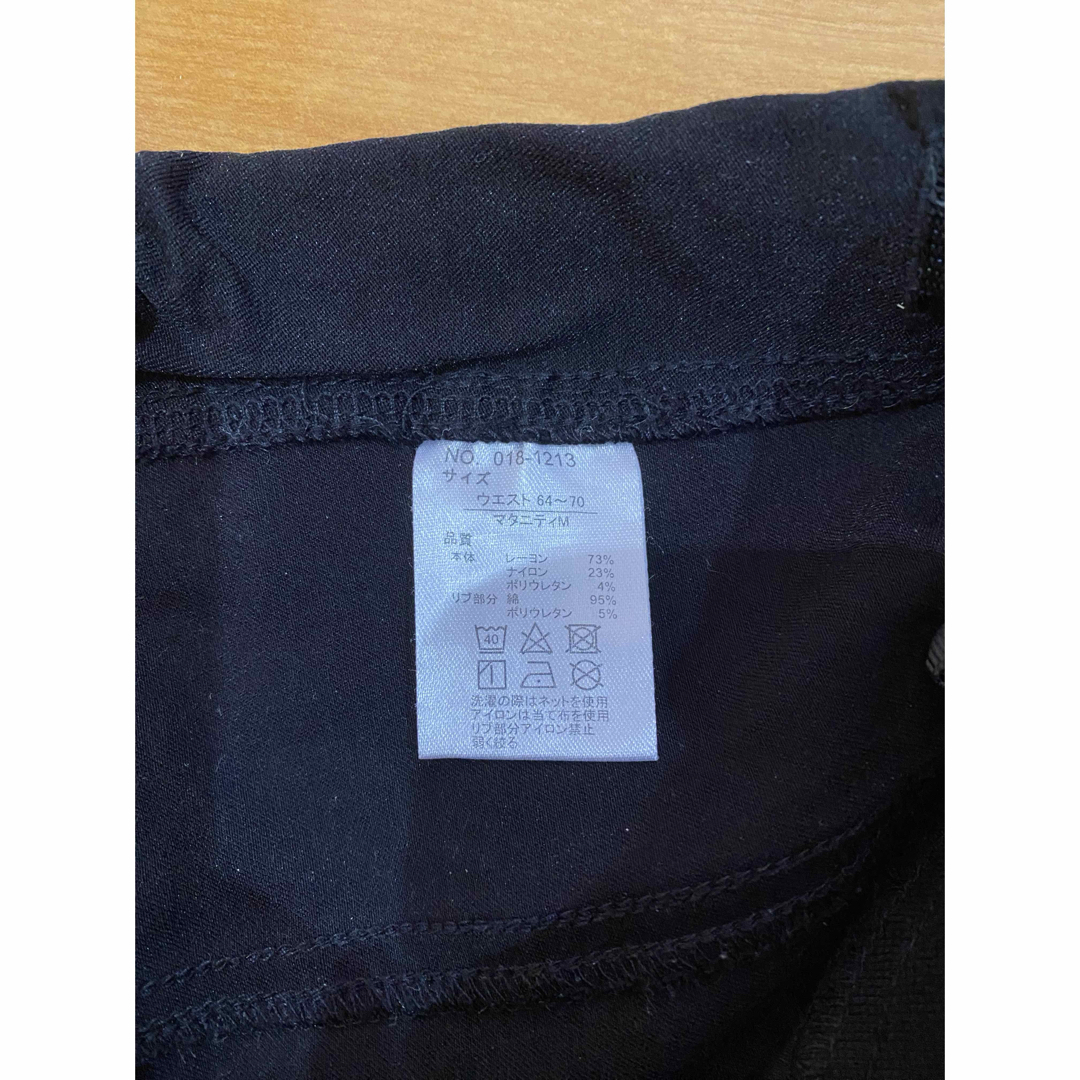 NO. 018-1213
サイズ
ウエスト 64～70
マタニティM
品質
本体 レーヨン 73%
ナイロン 23%
ポリウレタン 4%
リブ部分 綿 95%
ポリウレタン 5%
40
洗濯の際はネットを使用
アイロンは当て布を使用
リブ部分アイロン禁止
弱く絞る